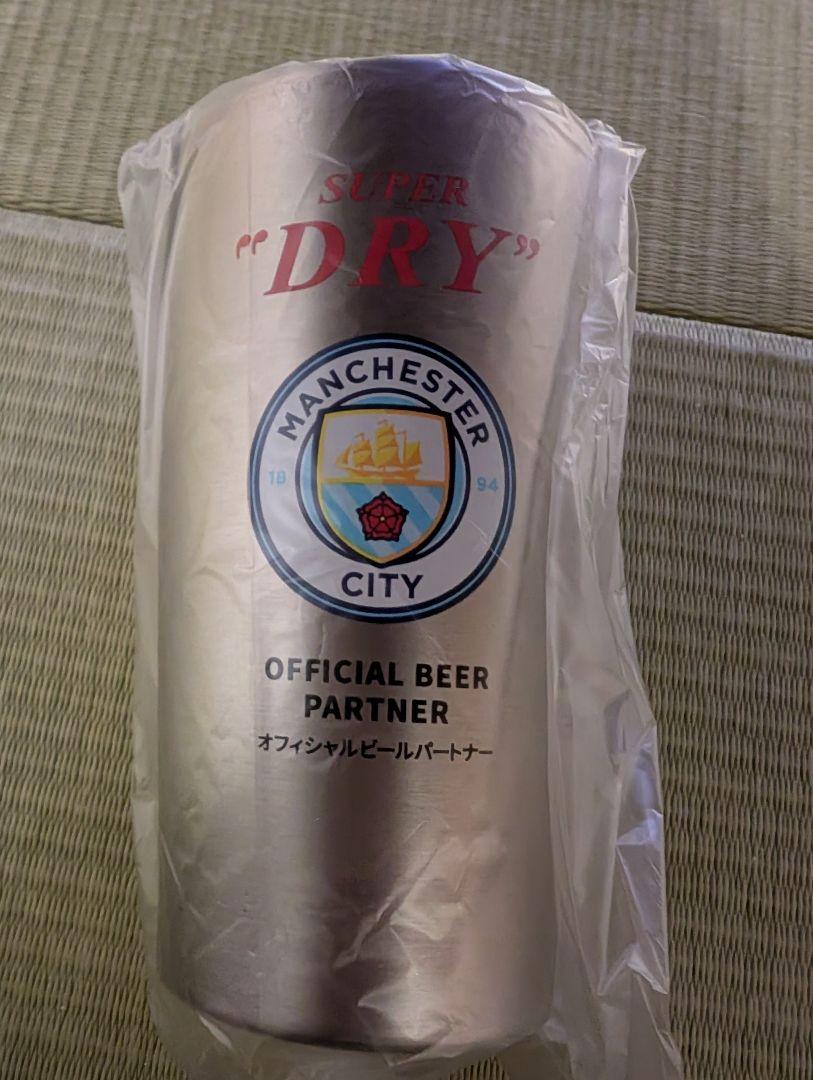 SUPER
“DRY”
MANCHESTER
18 94
CITY
OFFICIAL BEER
PARTNER
オフィシャルビールパートナー